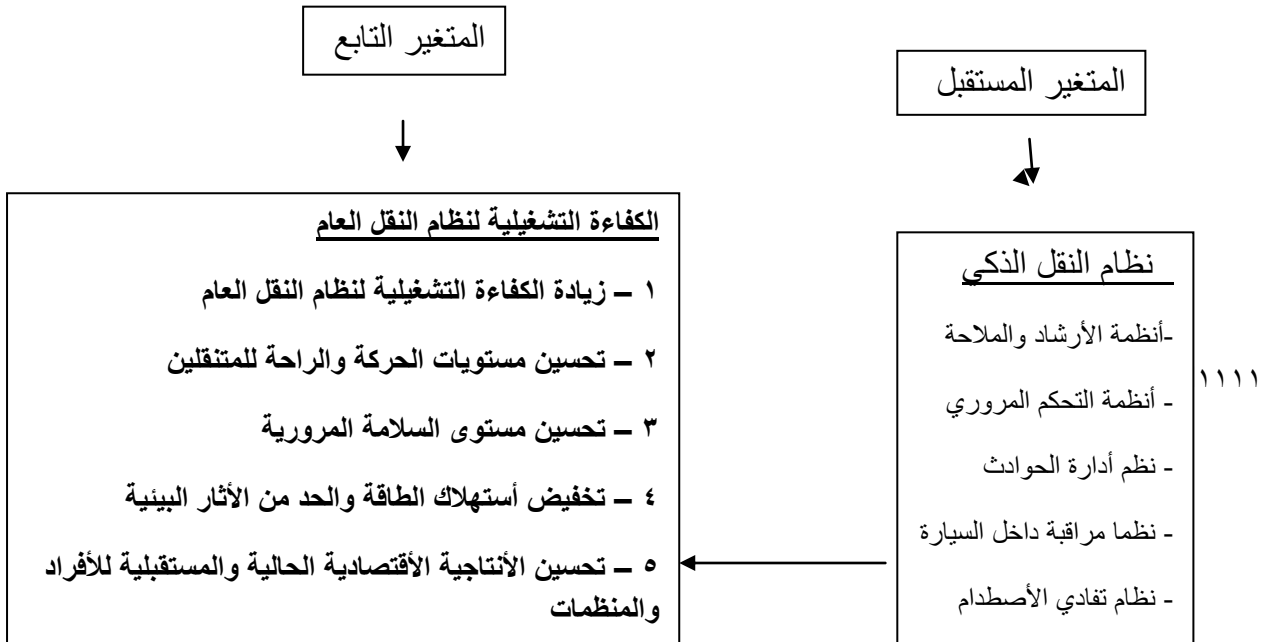 المتغير التابع
المتغير المستقبل
نظام النقل الذكي
-أنظمة الأرشاد والملاحة
- أنظمة التحكم المروري
- نظم أدارة الحوادث
- نظما مراقبة داخل السيارة
- نظام تفادي الأصطدام
١١١١
الكفاءة التشغيلية لنظام النقل العام
١ – زيادة الكفاءة التشغيلية لنظام النقل العام
٢ – تحسين مستويات الحركة والراحة للمتنقلين
٣ – تحسين مستوى السلامة المرورية
٤ – تخفيض أستهلاك الطاقة والحد من الأثار البيئية
٥ – تحسين الأنتاجية الأقتصادية الحالية والمستقبلية للأفراد
والمنظمات